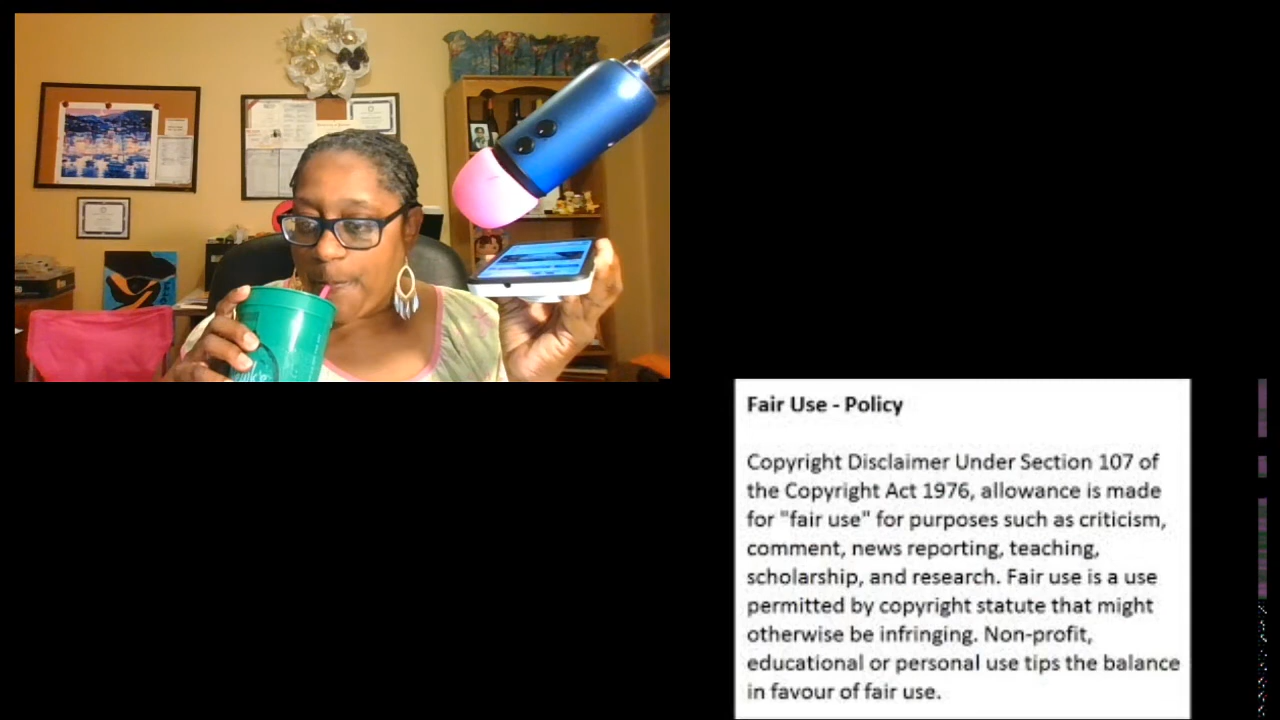 Fair Use - Policy
Copyright Disclaimer Under Section 107 of
the Copyright Act 1976, allowance is made
for "fair use" for purposes such as criticism,
comment, news reporting, teaching,
scholarship, and research. Fair use is a use
permitted by copyright statute that might
otherwise be infringing. Non-profit,
educational or personal use tips the balance
in favour of fair use.